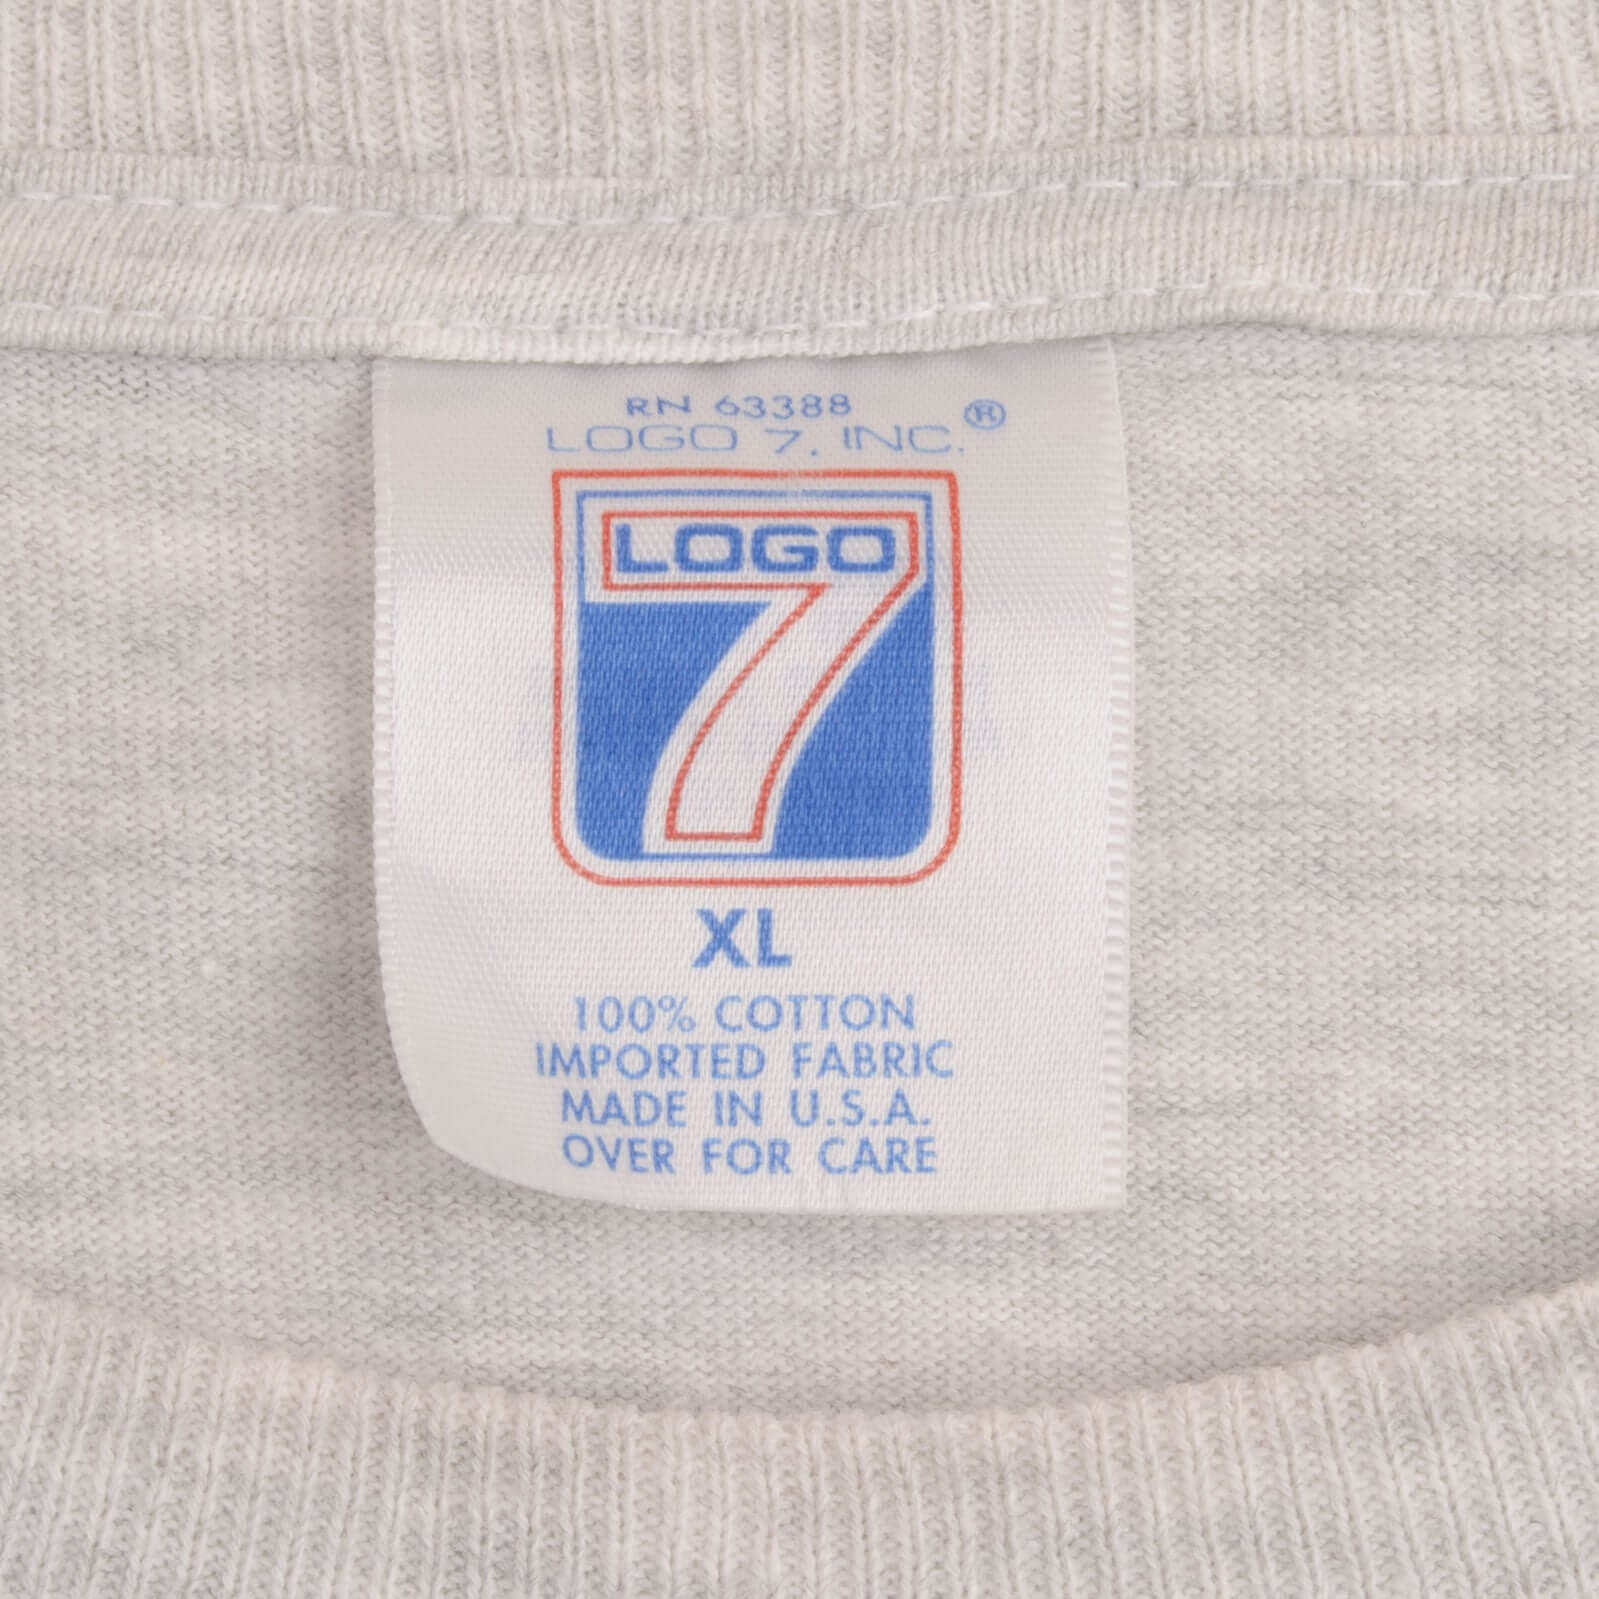 RN 63388
LOGO 7, INC.®
LOGO
7
XL
100% COTTON
IMPORTED FABRIC
MADE IN U.S.A.
OVER FOR CARE